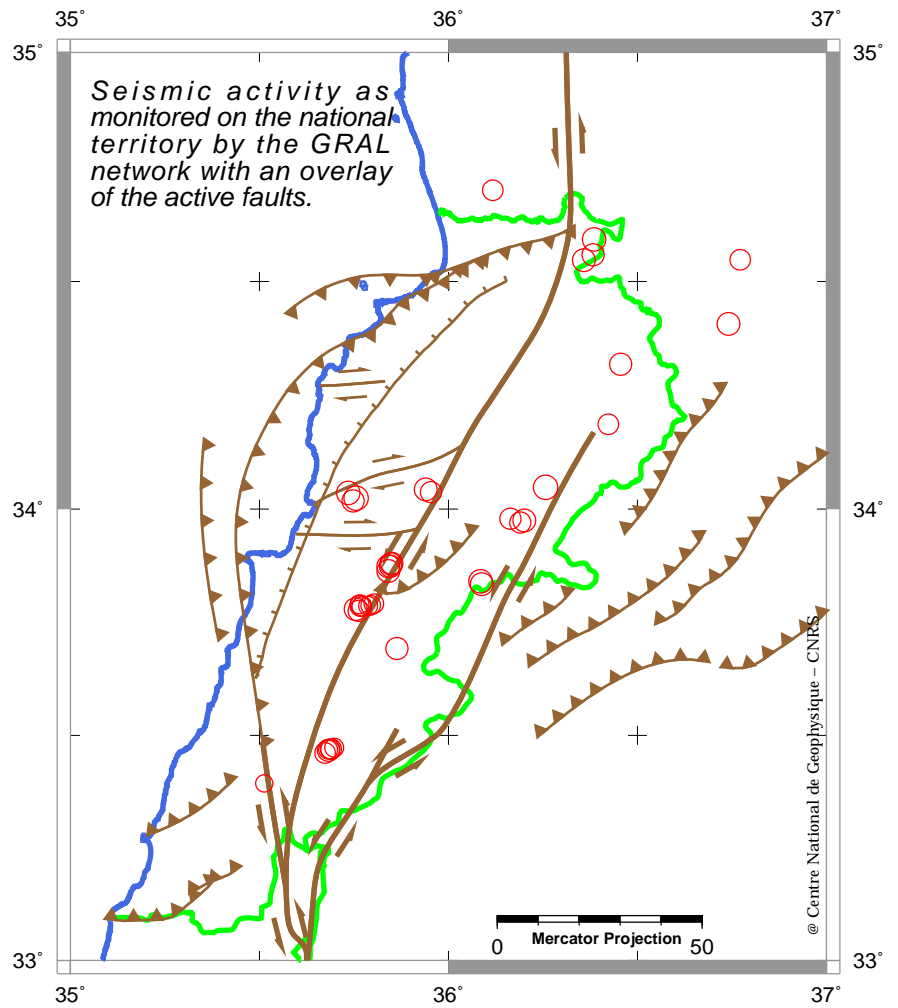 35˚ 36˚ 37˚
35˚ 35˚
Seismic activity as
monitored on the national
territory by the GRAL
network with an overlay
of the active faults.
34˚ 34˚
@ Centre National de Geophysique – CNRS
Mercator Projection
0 50
33˚ 33˚
35˚ 36˚ 37˚